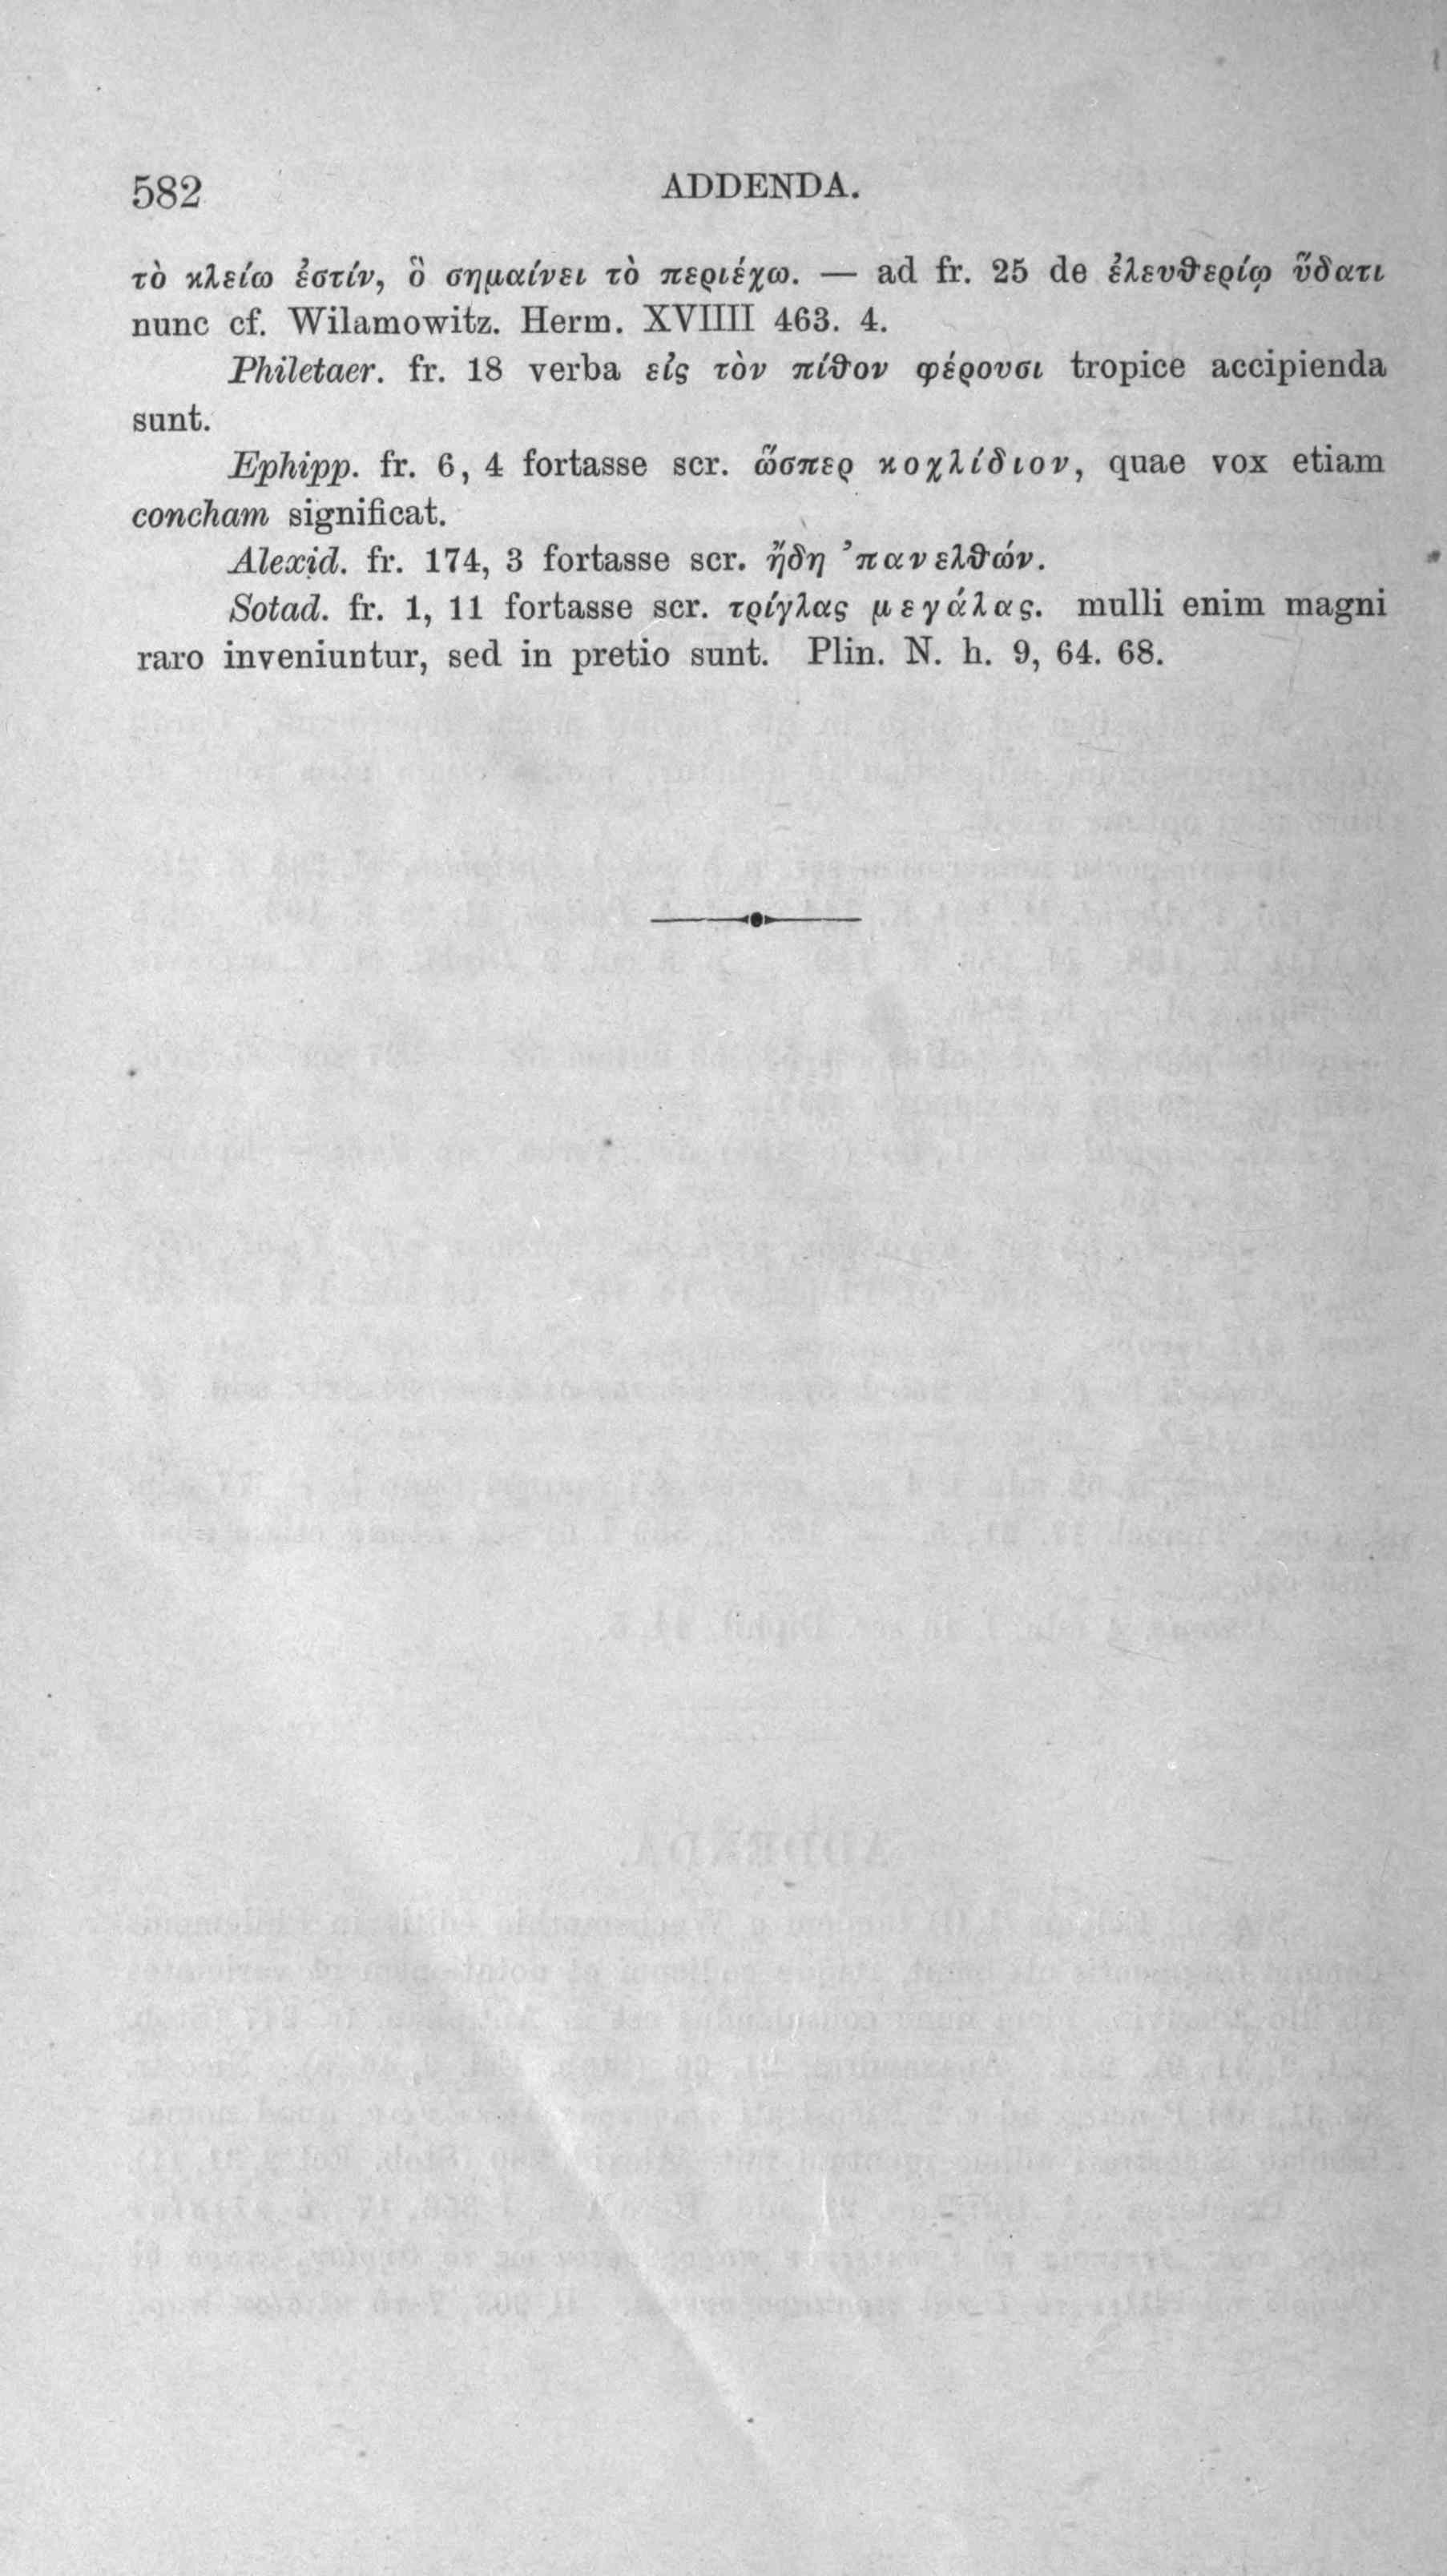 582 ADDENDA.
τὸ κλείω ἐστίν, ὃ σημαίνει τὸ περιέχω. — ad fr. 25 de ἐλευθερίῳ ὕδατι
nunc cf. Wilamowitz. Herm. XVIIII 463. 4.
Philetaer. fr. 18 verba εἰς τὸν πίθον φέρουσι tropice accipienda
sunt.
Ephipp. fr. 6, 4 fortasse scr. ὥσπερ κοχλίδιον, quae vox etiam
concham significat.
Alexid. fr. 174, 3 fortasse scr. ἤδη ’πανελθών.
Sotad. fr. 1, 11 fortasse scr. τρίγλας μεγάλας. mulli enim magni
raro inveniuntur, sed in pretio sunt. Plin. N. h. 9, 64. 68.